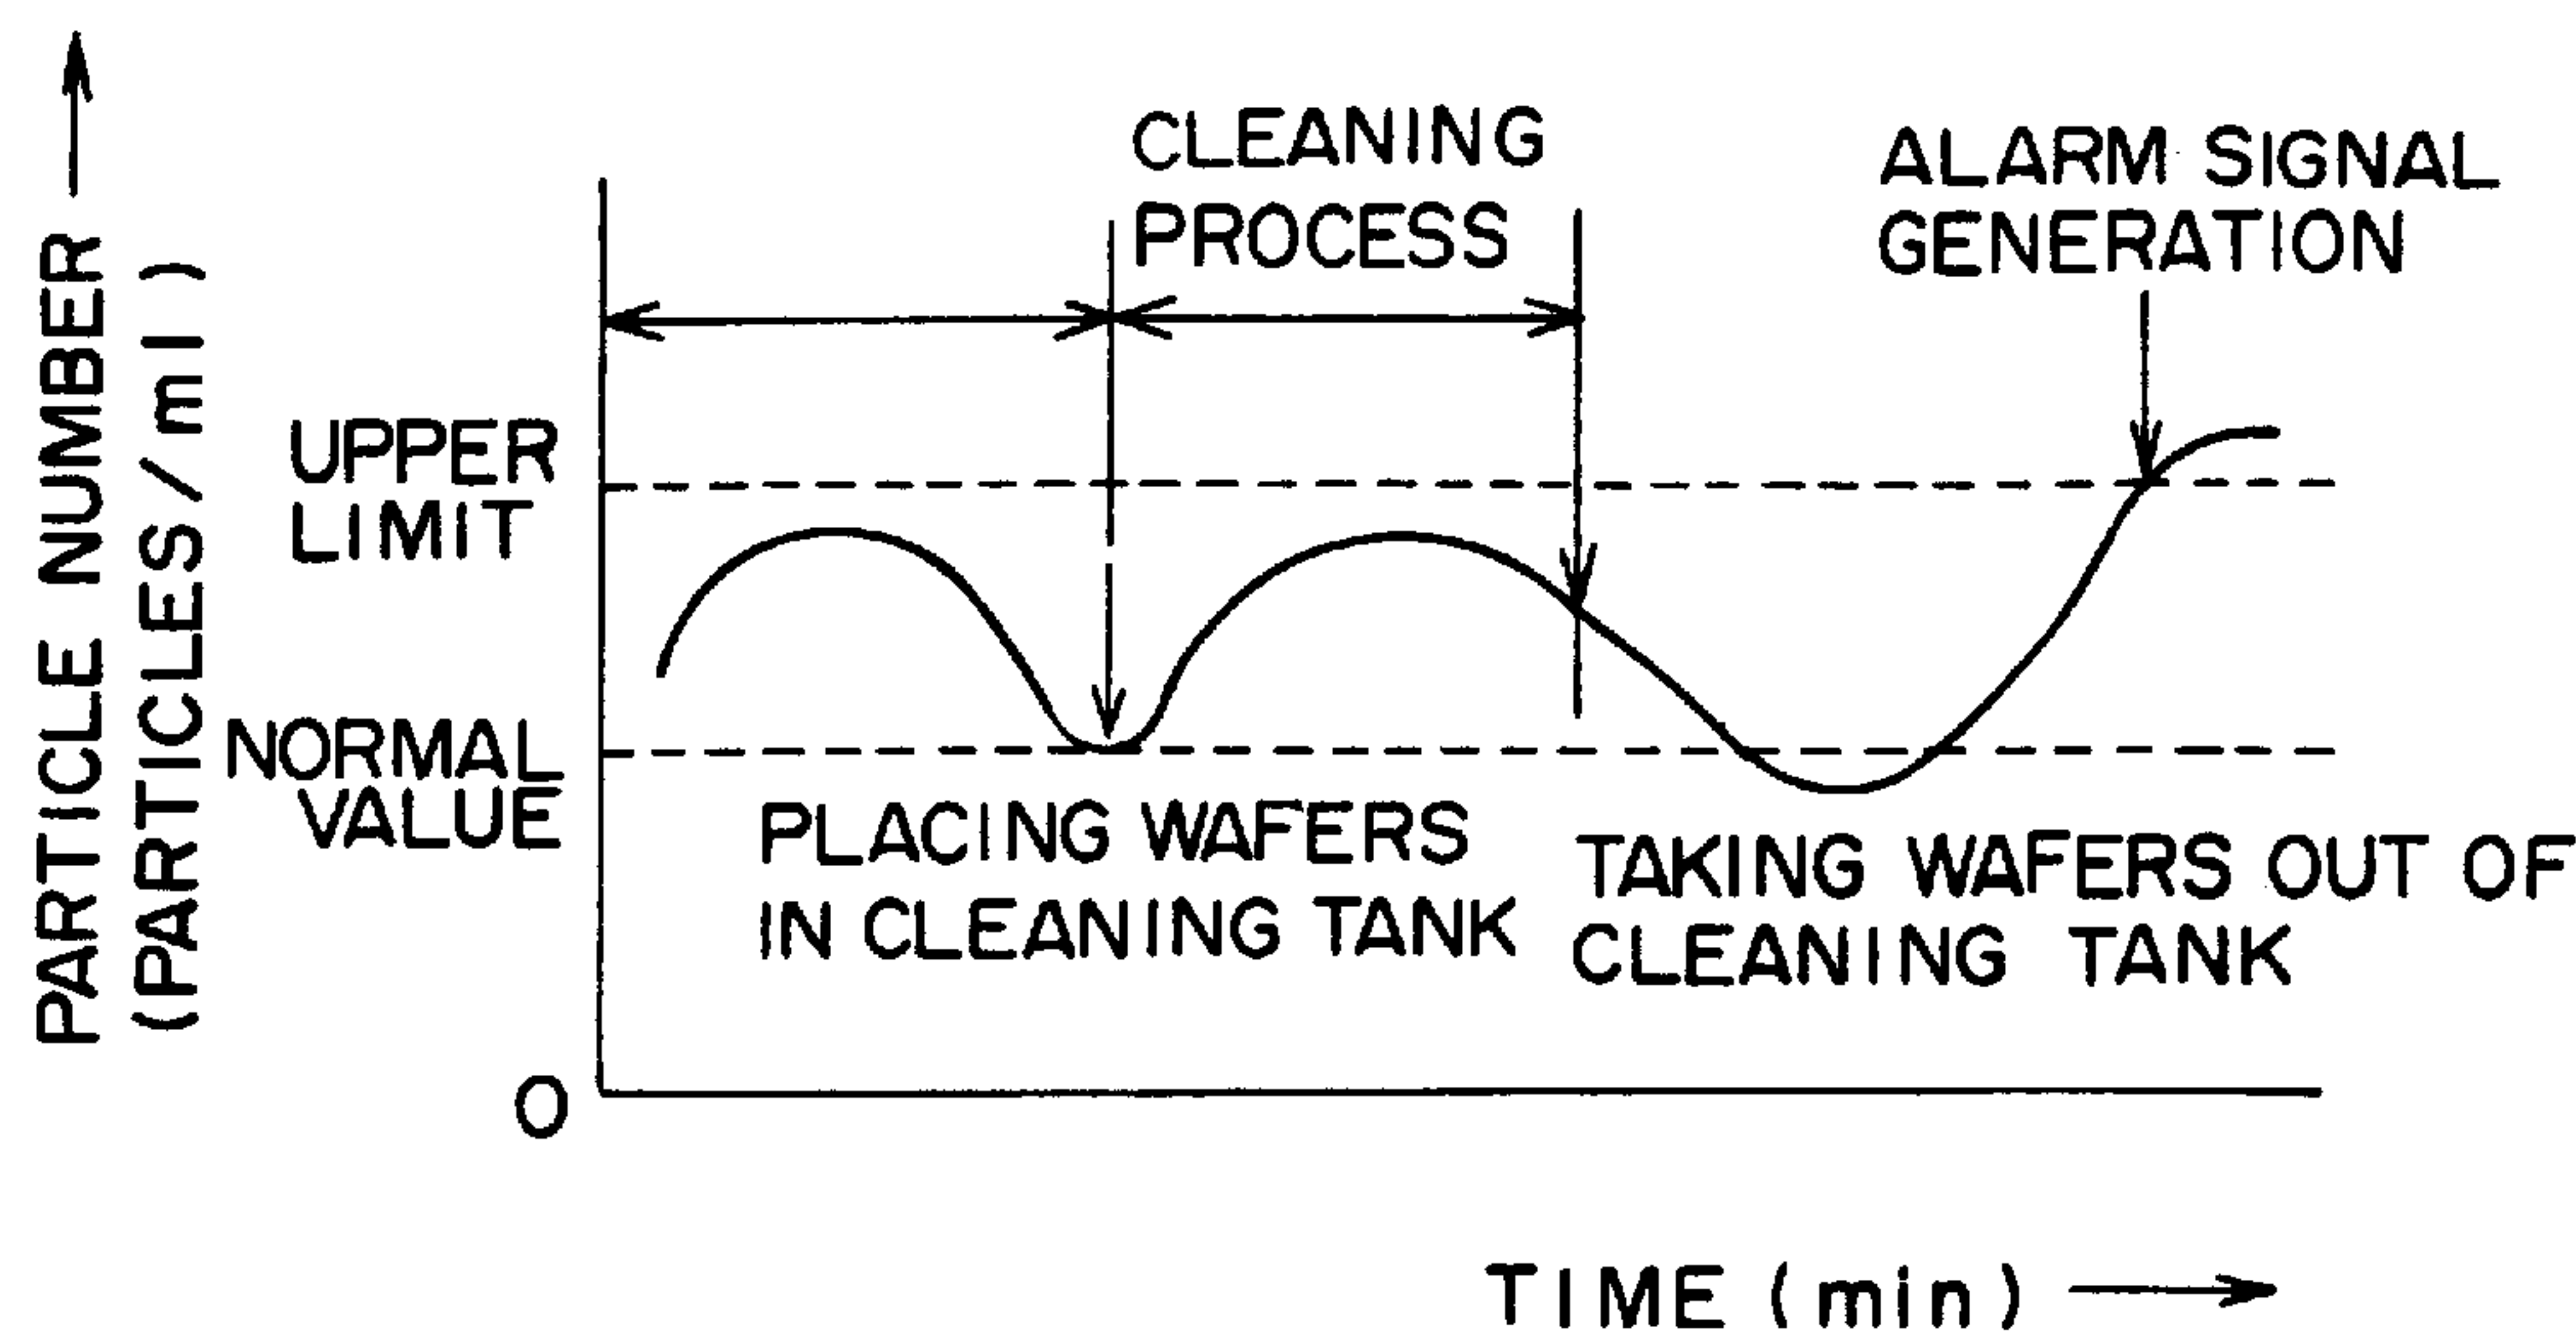 PARTICLE NUMBER
(PARTICLES/ml)
CLEANING
PROCESS
ALARM SIGNAL
GENERATION
UPPER
LIMIT
NORMAL
VALUE
PLACING WAFERS
IN CLEANING TANK
TAKING WAFERS OUT OF
CLEANING TANK
0
TIME (min)